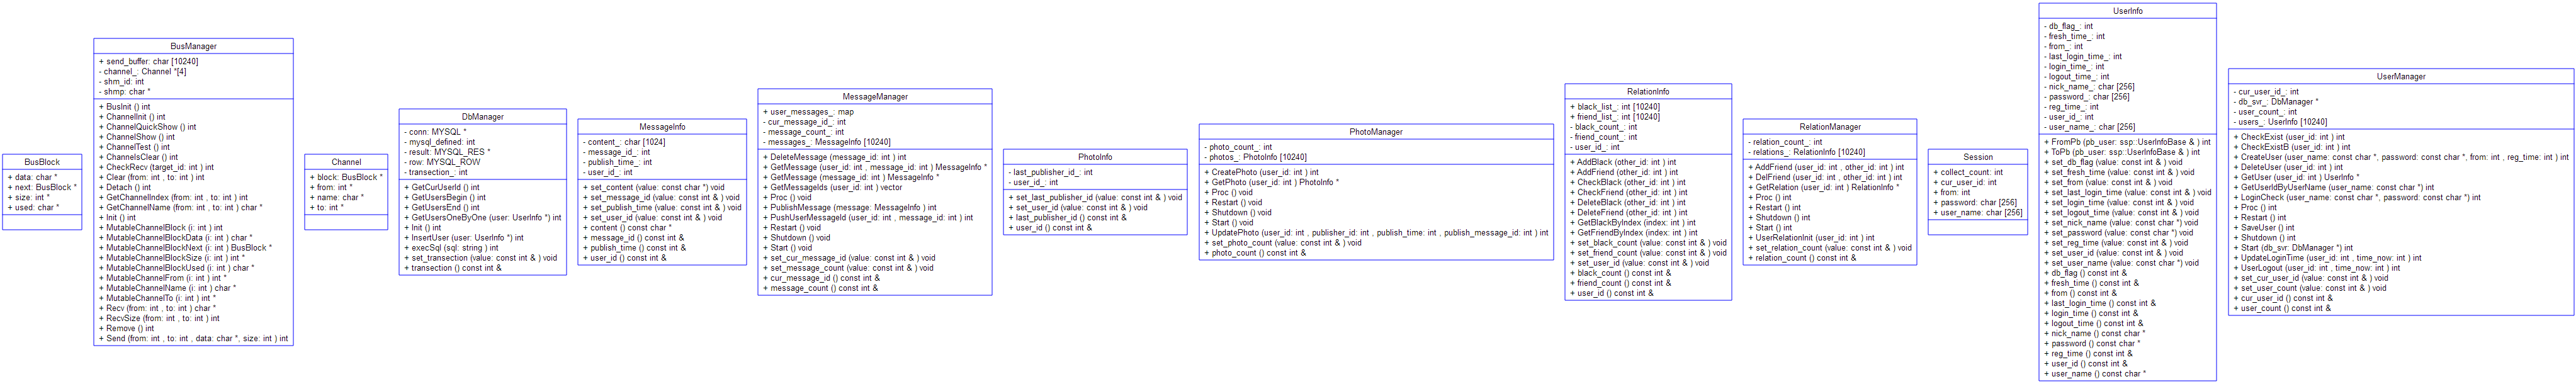 BusBlock
+ data: char *
+ next: BusBlock *
+ size: int *
+ used: char *
BusManager
+ send_buffer: char [10240]
- channel_: Channel *[4]
- shm_id: int
- shmp: char *
+ BusInit () int
+ ChannelInit () int
+ ChannelQuickShow () int
+ ChannelShow () int
+ ChannelTest () int
+ ChannelsClear () int
+ CheckRecv (target_id: int ) int
+ Clear (from: int , to: int ) int
+ Detach () int
+ GetChannelIndex (from: int , to: int ) int
+ GetChannelName (from: int , to: int ) char *
+ Init () int
+ MutableChannelBlock (i: int ) int
+ MutableChannelBlockData (i: int ) char *
+ MutableChannelBlockNext (i: int ) BusBlock *
+ MutableChannelBlockSize (i: int ) int *
+ MutableChannelBlockUsed (i: int ) char *
+ MutableChannelFrom (i: int ) int *
+ MutableChannelName (i: int ) char *
+ MutableChannelTo (i: int ) int *
+ Recv (from: int , to: int ) char *
+ RecvSize (from: int , to: int ) int
+ Remove () int
+ Send (from: int , to: int , data: char *, size: int ) int
Channel
+ block: BusBlock *
+ from: int *
+ name: char *
+ to: int *
DbManager
- conn: MYSQL *
- mysql_defined: int
- result: MYSQL_RES *
- row: MYSQL_ROW
- transection_: int
+ GetCurUserId () int
+ GetUsersBegin () int
+ GetUsersEnd () int
+ GetUsersOneByOne (user: UserInfo *) int
+ Init () int
+ InsertUser (user: UserInfo *) int
+ execSql (sql: string ) int
+ set_transection (value: const int & ) void
+ transection () const int &
MessageInfo
- content_: char [1024]
- message_id_: int
- publish_time_: int
- user_id_: int
+ set_content (value: const char *) void
+ set_message_id (value: const int & ) void
+ set_publish_time (value: const int & ) void
+ set_user_id (value: const int & ) void
+ content () const char *
+ message_id () const int &
+ publish_time () const int &
+ user_id () const int &
MessageManager
+ user_messages_: map
- cur_message_id_: int
- message_count_: int
- messages_: MessageInfo [10240]
+ DeleteMessage (message_id: int ) int
+ GetMessage (user_id: int , message_id: int ) MessageInfo *
+ GetMessage (message_id: int ) MessageInfo *
+ GetMessageIds (user_id: int ) vector
+ Proc () void
+ PublishMessage (message: MessageInfo ) int
+ PushUserMessageId (user_id: int , message_id: int ) int
+ Restart () void
+ Shutdown () void
+ Start () void
+ set_cur_message_id (value: const int & ) void
+ set_message_count (value: const int & ) void
+ cur_message_id () const int &
+ message_count () const int &
PhotoInfo
- last_publisher_id_: int
- user_id_: int
+ set_last_publisher_id (value: const int & ) void
+ set_user_id (value: const int & ) void
+ last_publisher_id () const int &
+ user_id () const int &
PhotoManager
- photo_count_: int
- photos_: PhotoInfo [10240]
+ CreatePhoto (user_id: int ) int
+ GetPhoto (user_id: int ) PhotoInfo *
+ Proc () void
+ Restart () void
+ Shutdown () void
+ Start () void
+ UpdatePhoto (user_id: int , publisher_id: int , publish_time: int , publish_message_id: int ) int
+ set_photo_count (value: const int & ) void
+ photo_count () const int &
RelationInfo
+ black_list_: int [10240]
+ friend_list_: int [10240]
- black_count_: int
- friend_count_: int
- user_id_: int
+ AddBlack (other_id: int ) int
+ AddFriend (other_id: int ) int
+ CheckBlack (other_id: int ) int
+ CheckFriend (other_id: int ) int
+ DeleteBlack (other_id: int ) int
+ DeleteFriend (other_id: int ) int
+ GetBlackByIndex (index: int ) int
+ GetFriendByIndex (index: int ) int
+ set_black_count (value: const int & ) void
+ set_friend_count (value: const int & ) void
+ set_user_id (value: const int & ) void
+ black_count () const int &
+ friend_count () const int &
+ user_id () const int &
RelationManager
- relation_count_: int
- relations_: RelationInfo [10240]
+ AddFriend (user_id: int , other_id: int ) int
+ DelFriend (user_id: int , other_id: int ) int
+ GetRelation (user_id: int ) RelationInfo *
+ Proc () int
+ Restart () int
+ Shutdown () int
+ Start () int
+ UserRelationInit (user_id: int ) int
+ set_relation_count (value: const int & ) void
+ relation_count () const int &
Session
+ collect_count: int
+ cur_user_id: int
+ from: int
+ password: char [256]
+ user_name: char [256]
UserInfo
- db_flag_: int
- fresh_time_: int
- from_: int
- last_login_time_: int
- login_time_: int
- logout_time_: int
- nick_name_: char [256]
- password_: char [256]
- reg_time_: int
- user_id_: int
- user_name_: char [256]
+ FromPb (pb_user: ssp::UserInfoBase & ) int
+ ToPb (pb_user: ssp::UserInfoBase & ) int
+ set_db_flag (value: const int & ) void
+ set_fresh_time (value: const int & ) void
+ set_from (value: const int & ) void
+ set_last_login_time (value: const int & ) void
+ set_login_time (value: const int & ) void
+ set_logout_time (value: const int & ) void
+ set_nick_name (value: const char *) void
+ set_password (value: const char *) void
+ set_reg_time (value: const int & ) void
+ set_user_id (value: const int & ) void
+ set_user_name (value: const char *) void
+ db_flag () const int &
+ fresh_time () const int &
+ from () const int &
+ last_login_time () const int &
+ login_time () const int &
+ logout_time () const int &
+ nick_name () const char *
+ password () const char *
+ reg_time () const int &
+ user_id () const int &
+ user_name () const char *
UserManager
- cur_user_id_: int
- db_svr_: DbManager *
- user_count_: int
- users_: UserInfo [10240]
+ CheckExist (user_id: int ) int
+ CheckExistB (user_id: int ) int
+ CreateUser (user_name: const char *, password: const char *, from: int , reg_time: int ) int
+ DeleteUser (user_id: int ) int
+ GetUser (user_id: int ) UserInfo *
+ GetUserIdByUserName (user_name: const char *) int
+ LoginCheck (user_name: const char *, password: const char *) int
+ Proc () int
+ Restart () int
+ SaveUser () int
+ Shutdown () int
+ Start (db_svr: DbManager *) int
+ UpdateLoginTime (user_id: int , time_now: int ) int
+ UserLogout (user_id: int , time_now: int ) int
+ set_cur_user_id (value: const int & ) void
+ set_user_count (value: const int & ) void
+ cur_user_id () const int &
+ user_count () const int &